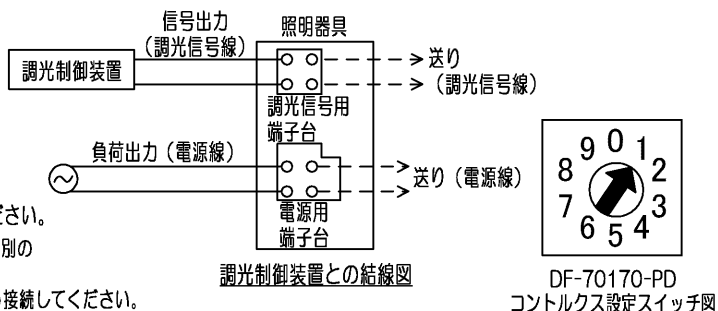 信号出力
(調光信号線)
照明器具
調光制御装置
送り
(調光信号線)
調光信号用
端子台
負荷出力(電源線)
送り(電源線)
電源用
端子台
ださい。
別の
接続してください。
調光制御装置との結線図
0
1
2
3
4
5
6
7
8
9
DF-70170-PD
コントルクス設定スイッチ図